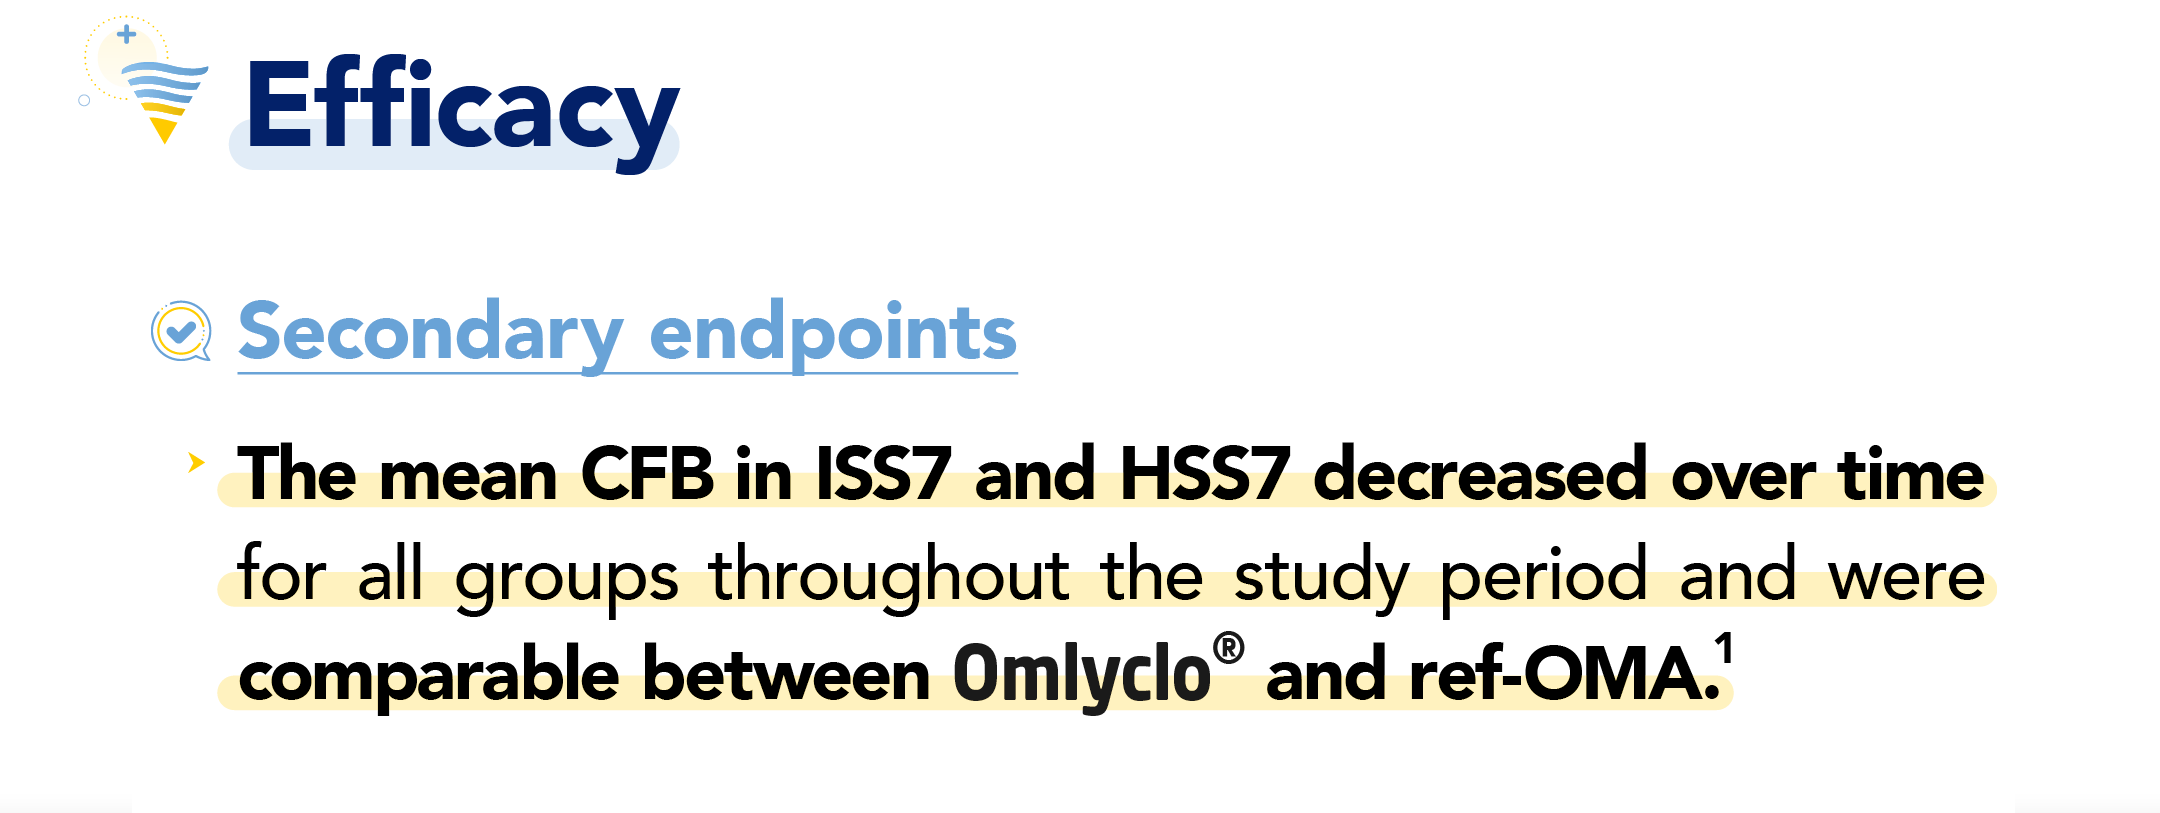 Efficacy
Secondary endpoints
The mean CFB in ISS7 and HSS7 decreased over time
for all groups throughout the study period and were
comparable between Omlyclo® and ref-OMA.¹